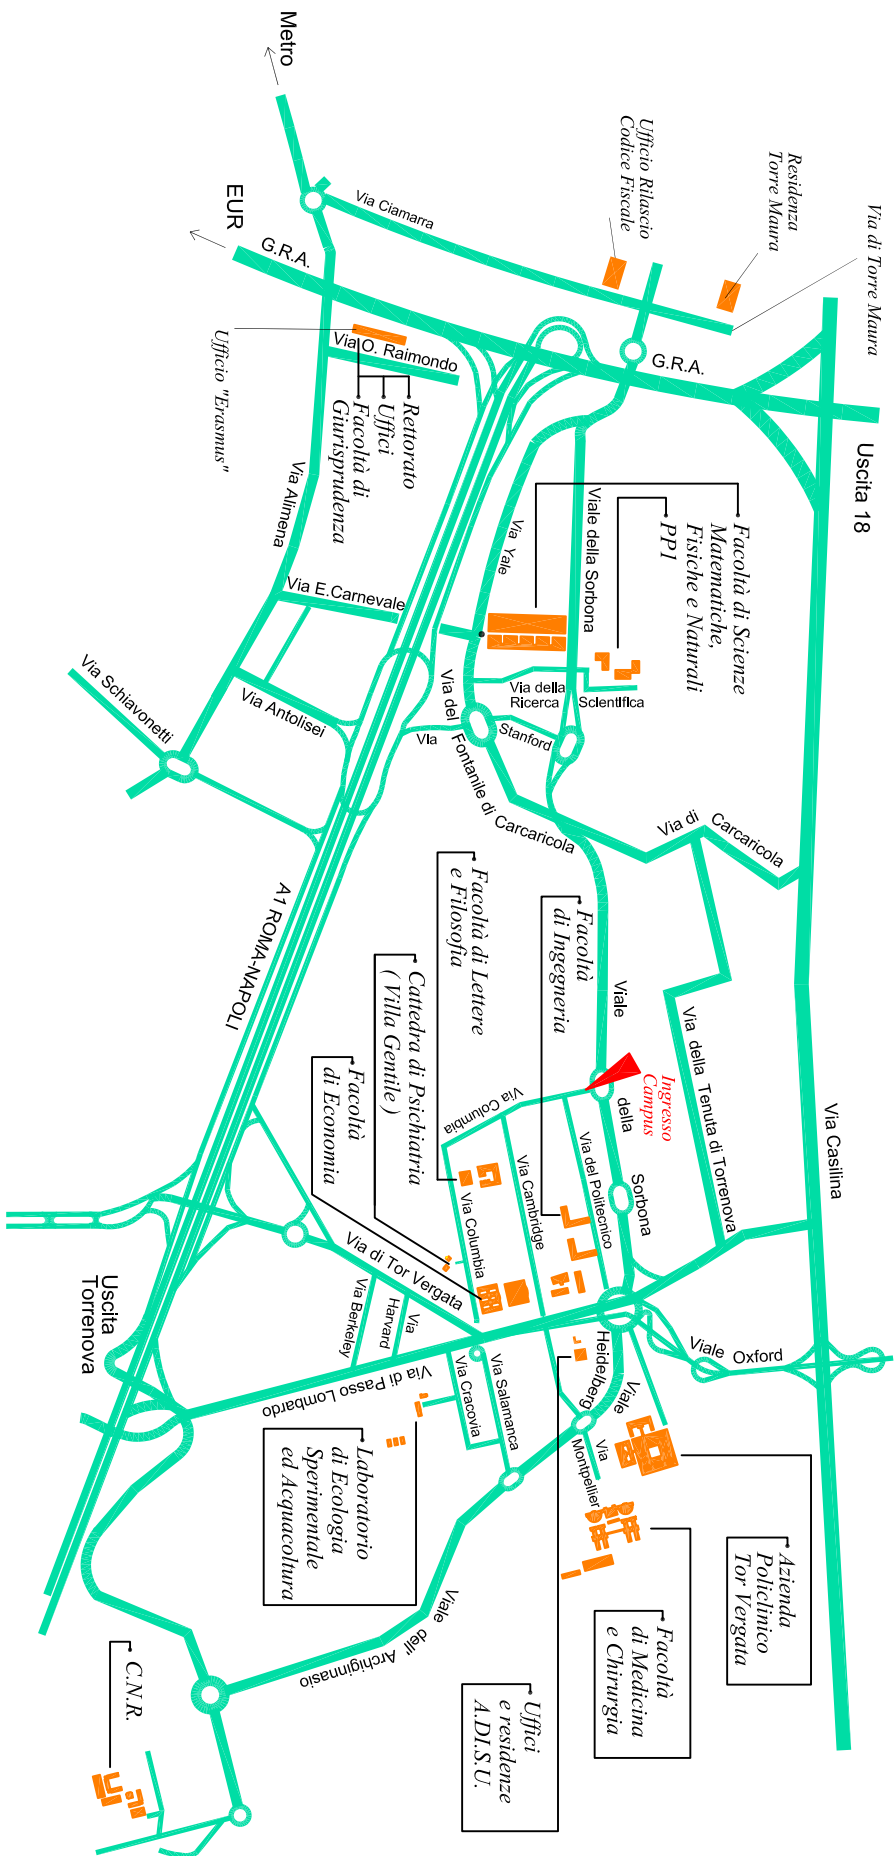 Metro
EUR
G.R.A.
Via Ciamarra
Ufficio Rilascio
Codice Fiscale
Residenza
Torre Maura
Via di Torre Maura
G.R.A.
Uscita 18
Ufficio "Erasmus"
Via O. Raimondo
Rettorato
Uffici
Facoltà di
Giurisprudenza
Via Alimena
Via E.Carnevale
Via Antolisei
Via Schiavonetti
Via Yale
Viale della Sorbona
Facoltà di Scienze
Matematiche,
Fisiche e Naturali
PP1
Via della
Ricerca
Scientifica
Stanford
Via
Via del
Fontanile di Carcaricola
Via di
Carcaricola
A1 ROMA-NAPOLI
Facoltà di Lettere
e Filosofia
Facoltà
di Ingegneria
Cattedra di Psichiatria
( Villa Gentile )
Facoltà
di Economia
Viale
della
Sorbona
Ingresso
Campus
Via della Tenuta di Torrenova
Via Casilina
Via Columbia
Via Cambridge
Via del Politecnico
Via Columbia
Via di Tor Vergata
Via Berkeley
Via
Harvard
Via di Passo Lombardo
Uscita
Torrenova
Via Cracovia
Via Salamanca
Viale
Heidelberg
Via
Montpellier
Viale
Oxford
Laboratorio
di Ecologia
Sperimentale
ed Acquacoltura
Azienda
Policlinico
Tor Vergata
Facoltà
di Medicina
e Chirurgia
Uffici
e residenze
A.DI.S.U.
Viale dell' Archiginnasio
C.N.R.